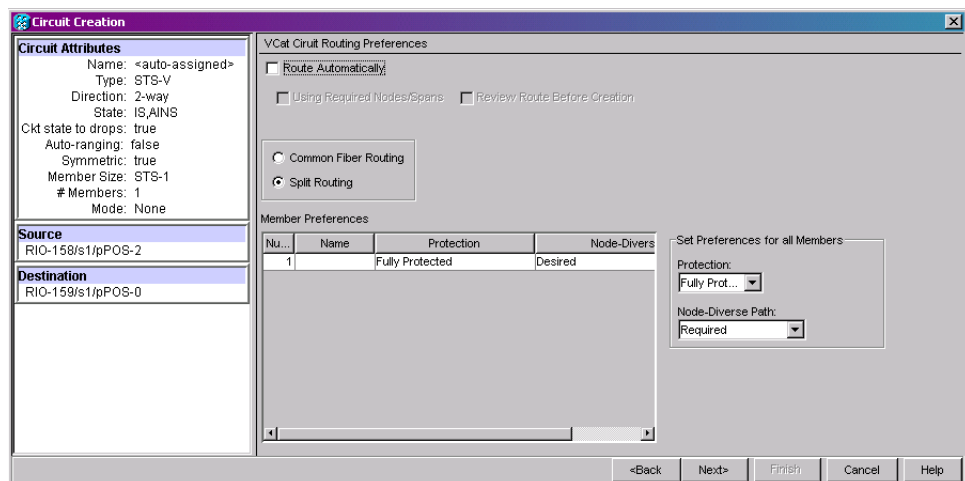 Circuit Creation
Circuit Attributes
Name: <auto-assigned>
Type: STS-V
Direction: 2-way
State: IS,AINS
Ckt state to drops: true
Auto-ranging: false
Symmetric: true
Member Size: STS-1
# Members: 1
Mode: None
Source
RIO-158/s1/pPOS-2
Destination
RIO-159/s1/pPOS-0
VCat Ciruit Routing Preferences
Route Automatically
Using Required Nodes/Spans Review Route Before Creation
Common Fiber Routing
Split Routing
Member Preferences
Nu... Name Protection Node-Divers
1 Fully Protected Desired
Set Preferences for all Members
Protection:
Fully Prot...
Node-Diverse Path:
Required
<Back Next> Finish Cancel Help